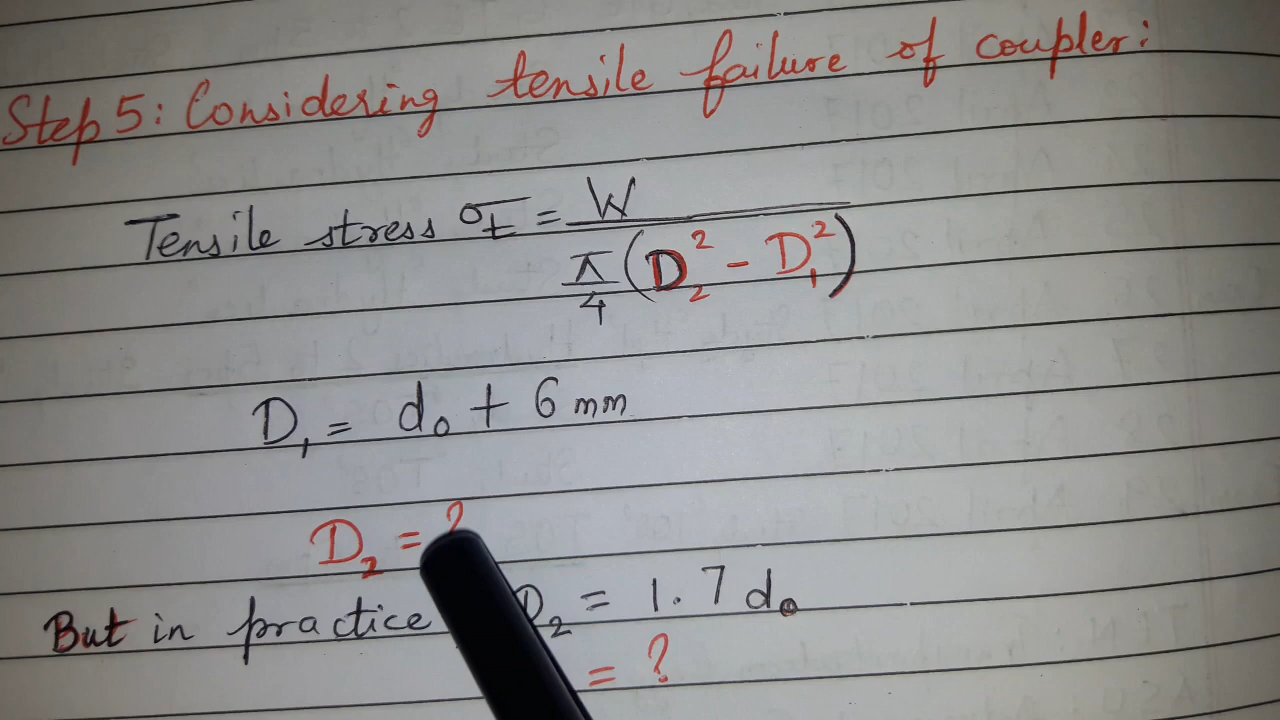 Step 5: Considering tensile failure of coupler:
Tensile stress σt = W
π/4 (D₂² - D₁²)
D₁ = d₀ + 6 mm
D₂ = ?
But in practice D₂ = 1.7 d₀
= ?